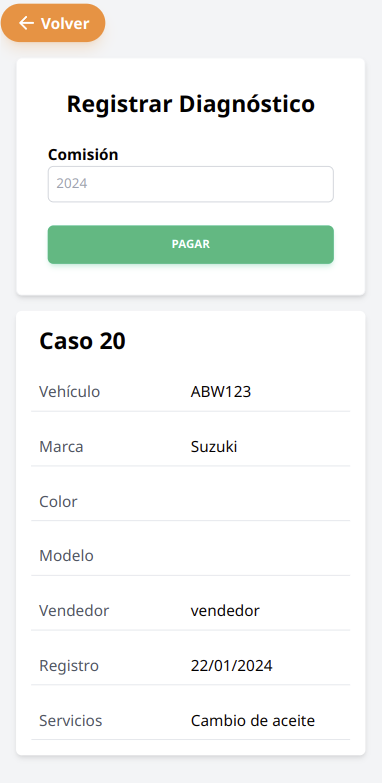 ← Volver
Registrar Diagnóstico
Comisión
2024
PAGAR
Caso 20
Vehículo ABW123
Marca Suzuki
Color
Modelo
Vendedor vendedor
Registro 22/01/2024
Servicios Cambio de aceite